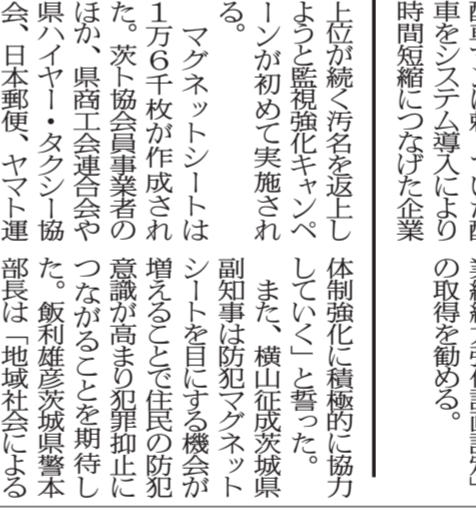 車をシステム導入により
時間短縮につなげた企業
の取得を勧める。
上位が続く汚名を返上し
ようと監視強化キャンペ
ーンが初めて実施され
る。
マグネットシートは
１万６千枚が作成され
た。茨ト協会員事業者の
ほか、県商工会連合会や
県ハイヤー・タクシー協
会、日本郵便、ヤマト運
体制強化に積極的に協力
していく」と誓った。
また、横山征成茨城県
副知事は防犯マグネット
シートを目にする機会が
増えることで住民の防犯
意識が高まり犯罪抑止に
つながることを期待し
た。飯利雄彦茨城県警本
部長は「地域社会による